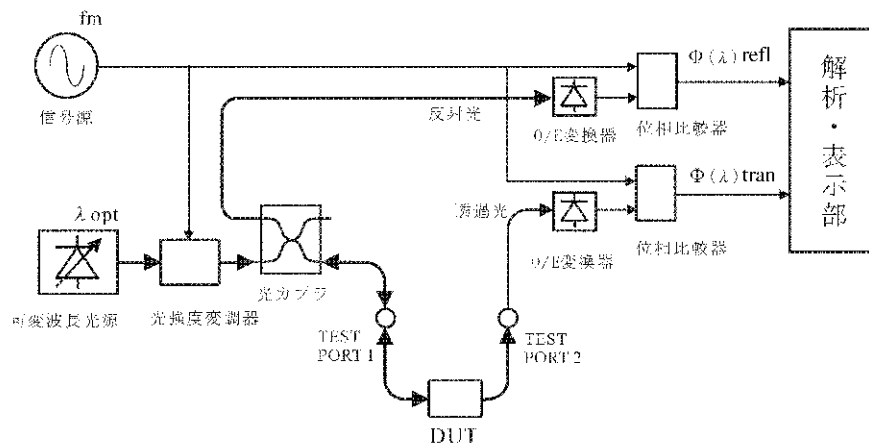 fm
信号源
反射光
O/E変換器
位相比較器
Φ(λ)refl
解析・表示部
λopt
可変波長光源
光強度変調器
光カプラ
透過光
O/E変換器
位相比較器
Φ(λ)tran
TEST
PORT 1
TEST
PORT 2
DUT